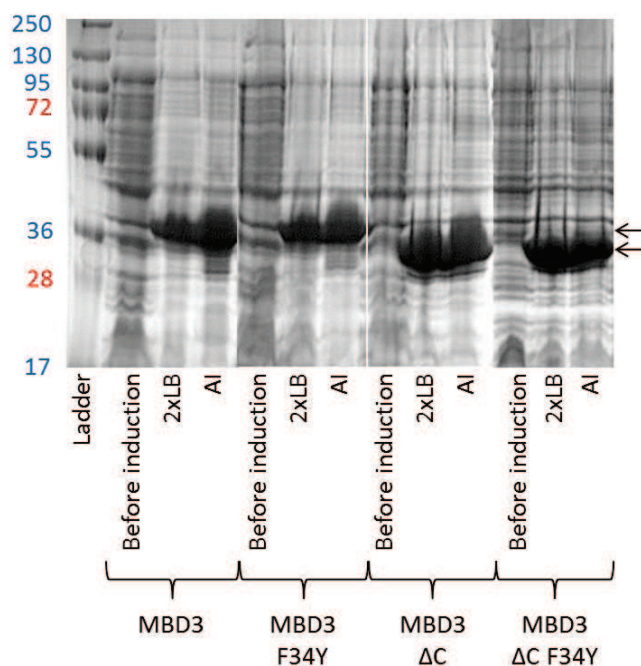 250
130
95
72
55
36
28
17
Ladder
Before induction
2xLB
AI
Before induction
2xLB
AI
Before induction
2xLB
AI
Before induction
2xLB
AI
MBD3
MBD3
F34Y
MBD3
ΔC
MBD3
ΔC F34Y